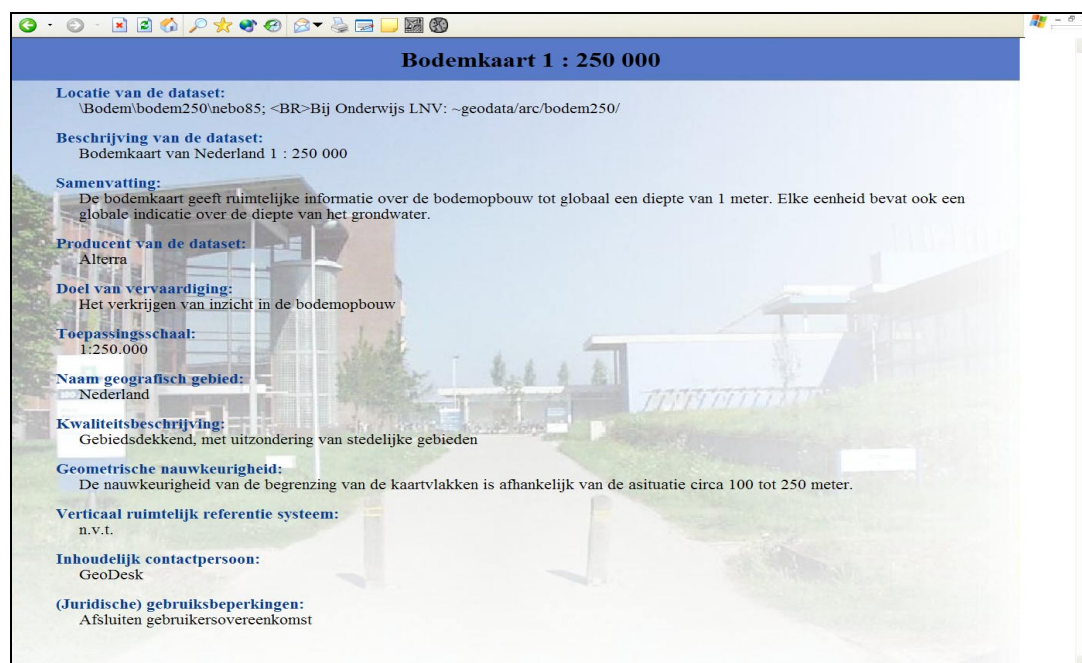 Bodemkaart 1 : 250 000
Locatie van de dataset:
\Bodem\bodem250\nebo85; <BR>Bij Onderwijs LNV: ~geodata/arc/bodem250/
Beschrijving van de dataset:
Bodemkaart van Nederland 1 : 250 000
Samenvatting:
De bodemkaart geeft ruimtelijke informatie over de bodemopbouw tot globaal een diepte van 1 meter. Elke eenheid bevat ook een
globale indicatie over de diepte van het grondwater.
Producent van de dataset:
Alterra
Doel van vervaardiging:
Het verkrijgen van inzicht in de bodemopbouw
Toepassingsschaal:
1:250.000
Naam geografisch gebied:
Nederland
Kwaliteitsbeschrijving:
Gebiedsdekkend, met uitzondering van stedelijke gebieden
Geometrische nauwkeurigheid:
De nauwkeurigheid van de begrenzing van de kaartvlakken is afhankelijk van de asituatie circa 100 tot 250 meter.
Verticaal ruimtelijk referentie systeem:
n.v.t.
Inhoudelijk contactpersoon:
GeoDesk
(Juridische) gebruiksbeperkingen:
Afsluiten gebruikersovereenkomst